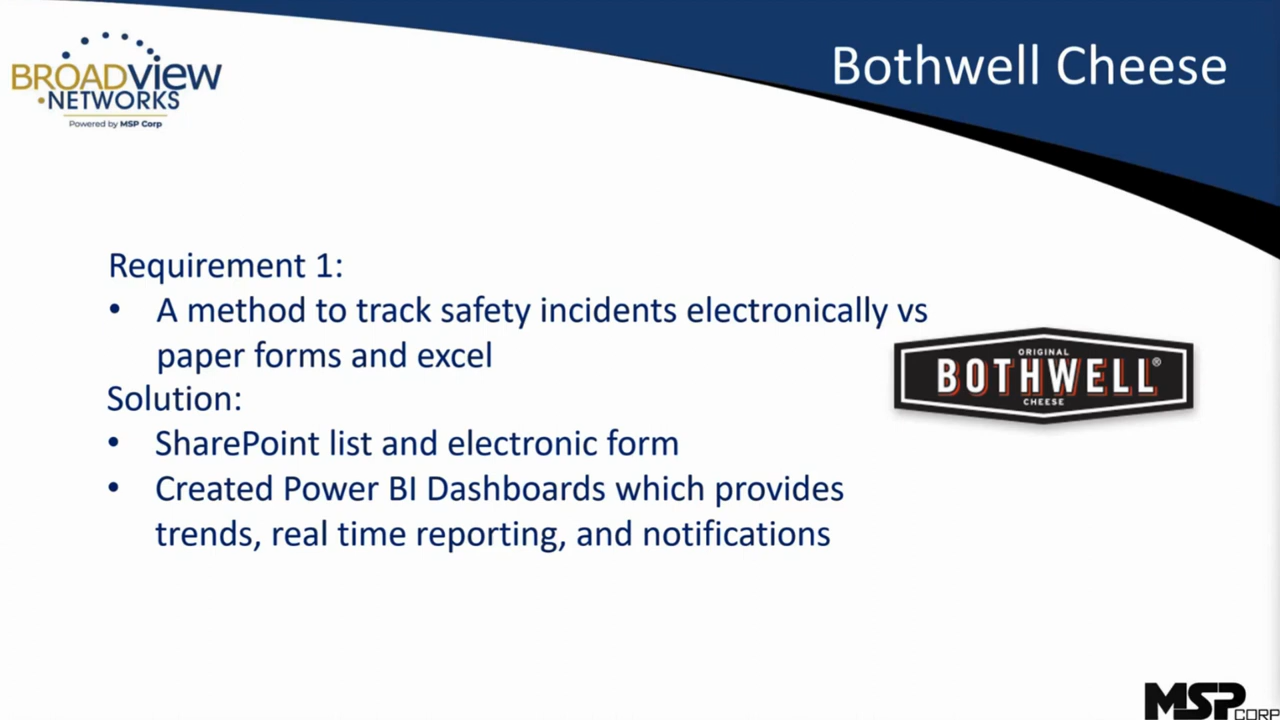 BROADVIEW
NETWORKS
Powered by MSP Corp
Bothwell Cheese
Requirement 1:
• A method to track safety incidents electronically vs
paper forms and excel
Solution:
• SharePoint list and electronic form
• Created Power BI Dashboards which provides
trends, real time reporting, and notifications
ORIGINAL
BOTHWELL®
CHEESE
MSP
CORP